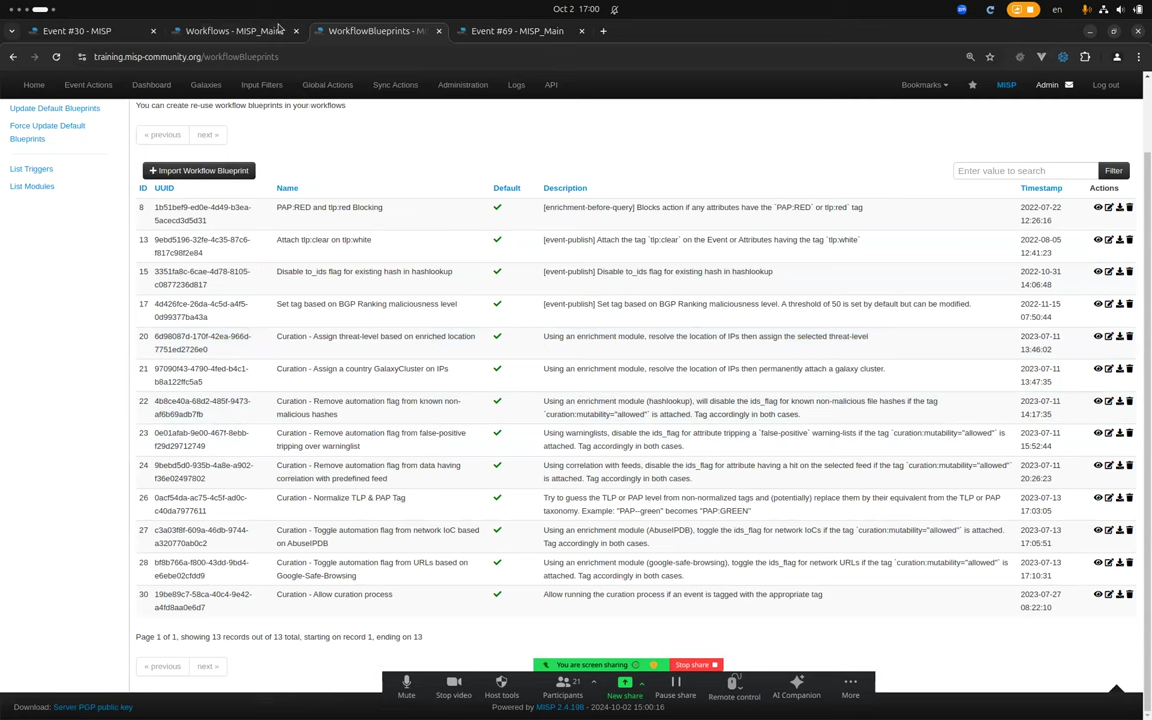 Oct 2 17:00
en
Event #30 - MISP
Workflows - MISP_Main
WorkflowBlueprints - M
Event #69 - MISP_Main
training.misp-community.org/workflowBlueprints
Home Event Actions Dashboard Galaxies Input Filters Global Actions Sync Actions Administration Logs API Bookmarks MISP Admin Log out
Update Default Blueprints
Force Update Default
Blueprints
List Triggers
List Modules
You can create re-use workflow blueprints in your workflows
« previous next »
Import Workflow Blueprint
Enter value to search Filter
ID UUID Name Default Description Timestamp Actions
8 1b51bef9-ed0e-4d49-b3ea- PAP:RED and tlp:red Blocking [enrichment-before-query] Blocks action if any attributes have the `PAP:RED` or tlp:red` tag 2022-07-22
5acecd3d5d31 12:26:16
13 9ebd5196-32fe-4c35-87c6- Attach tlp:clear on tlp:white [event-publish] Attach the tag `tlp:clear` on the Event or Attributes having the tag `tlp:white` 2022-08-05
f817c98f2e84 12:41:23
15 3351fa8c-6cae-4d78-8105- Disable to_ids flag for existing hash in hashlookup [event-publish] Disable to_ids flag for existing hash in hashlookup 2022-10-31
c0877236d817 14:06:48
17 4d426fce-26da-4c5d-a4f5- Set tag based on BGP Ranking maliciousness level [event-publish] Set tag based on BGP Ranking maliciousness level. A threshold of 50 is set by default but can be modified. 2022-11-15
0d99377ba43a 07:50:44
20 6d98087d-170f-42ea-966d- Curation - Assign threat-level based on enriched location Using an enrichment module, resolve the location of IPs then assign the selected threat-level 2023-07-11
7751ed2726e0 13:46:02
21 97090f43-4790-4fed-b4c1- Curation - Assign a country GalaxyCluster on IPs Using an enrichment module, resolve the location of IPs then permanently attach a galaxy cluster. 2023-07-11
b8a122ffc5a5 13:47:35
22 4b8ce40a-68d2-485f-9473- Curation - Remove automation flag from known non- Using an enrichment module (hashlookup), will disable the ids_flag for known non-malicious file hashes if the tag 2023-07-11
af6b69adb7fb malicious hashes `curation:mutability="allowed"` is attached. Tag accordingly in both cases. 14:17:35
23 0e01afab-9e00-467f-8ebb- Curation - Remove automation flag from false-positive Using warninglists, disable the ids_flag for attribute tripping a `false-positive` warning-lists if the tag `curation:mutability="allowed"` is 2023-07-11
f29d29712749 tripping over warninglist attached. Tag accordingly in both cases. 15:52:44
24 9bebd5d0-935b-4a8e-a902- Curation - Remove automation flag from data having Using correlation with feeds, disable the ids_flag for attribute having a hit on the selected feed if the tag `curation:mutability="allowed"` 2023-07-11
f36e02497802 correlation with predefined feed is attached. Tag accordingly in both cases. 20:26:23
26 0acf54da-ac75-4c5f-ad0c- Curation - Normalize TLP & PAP Tag Try to guess the TLP or PAP level from non-normalized tags and (potentially) replace them by their equivalent from the TLP or PAP 2023-07-13
c40da7977611 taxonomy. Example: "PAP--green" becomes "PAP:GREEN" 17:03:05
27 c3a03f8f-609a-46db-9744- Curation - Toggle automation flag from network IoC based Using an enrichment module (AbuseIPDB), toggle the ids_flag for network IoCs if the tag `curation:mutability="allowed"` is attached. 2023-07-13
a320770ab0c2 on AbuseIPDB Tag accordingly in both cases. 17:05:51
28 bf8b766a-f800-43dd-9bd4- Curation - Toggle automation flag from URLs based on Using an enrichment module (google-safe-browsing), toggle the ids_flag for network URLs if the tag `curation:mutability="allowed"` is 2023-07-13
e6ebe02cfdd9 Google-Safe-Browsing attached. Tag accordingly in both cases. 17:10:31
30 19be89c7-58ca-40c4-9e42- Curation - Allow curation process Allow running the curation process if an event is tagged with the appropriate tag 2023-07-27
a4fd8aa0e6d7 08:22:10
Page 1 of 1, showing 13 records out of 13 total, starting on record 1, ending on 13
« previous next »
You are screen sharing Stop share
21
Mute Stop video Host tools Participants New share Pause share Remote control AI Companion More
Download: Server PGP public key Powered by MISP 2.4.198 - 2024-10-02 15:00:16